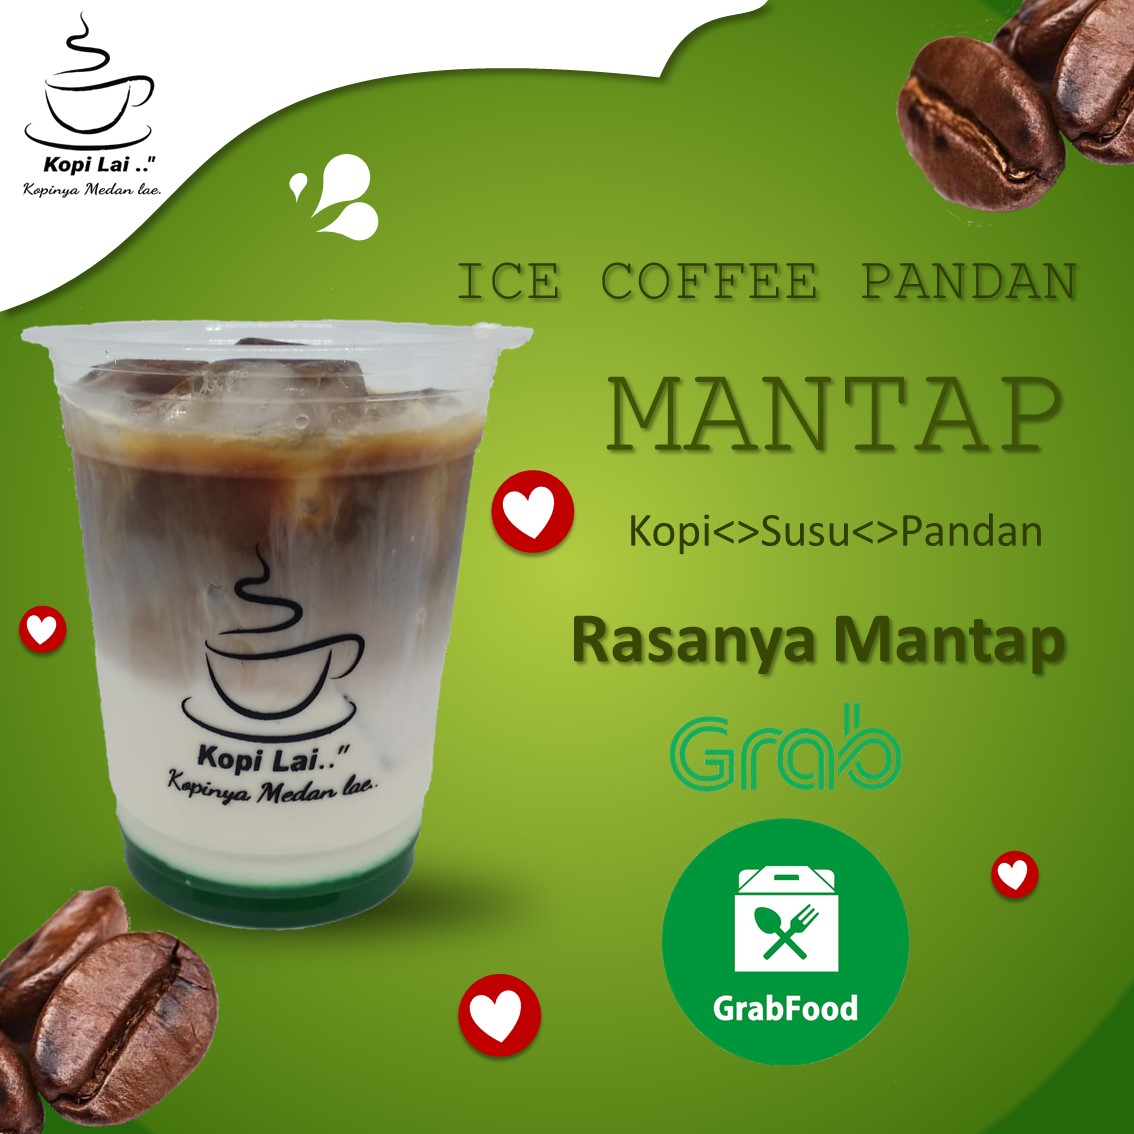 Kopi Lai .."
Kopinya Medan lae.
ICE COFFEE PANDAN
MANTAP
Kopi<>Susu<>Pandan
Rasanya Mantap
Grab
GrabFood
Kopi Lai.."
Kopinya Medan lae..